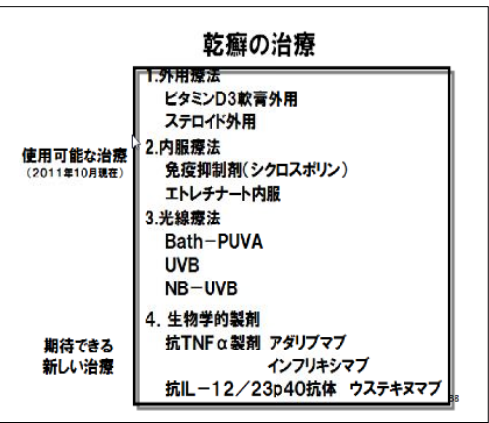 乾癬の治療
1.外用療法
ビタミンD3軟膏外用
ステロイド外用
使用可能な治療
(2011年10月現在)
2.内服療法
免疫抑制剤(シクロスポリン)
エトレチナート内服
3.光線療法
Bath-PUVA
UVB
NB-UVB
期待できる
新しい治療
4. 生物学的製剤
抗TNFα製剤 アダリブマブ
インフリキシマブ
抗IL-12/23p40抗体 ウステキヌマブ